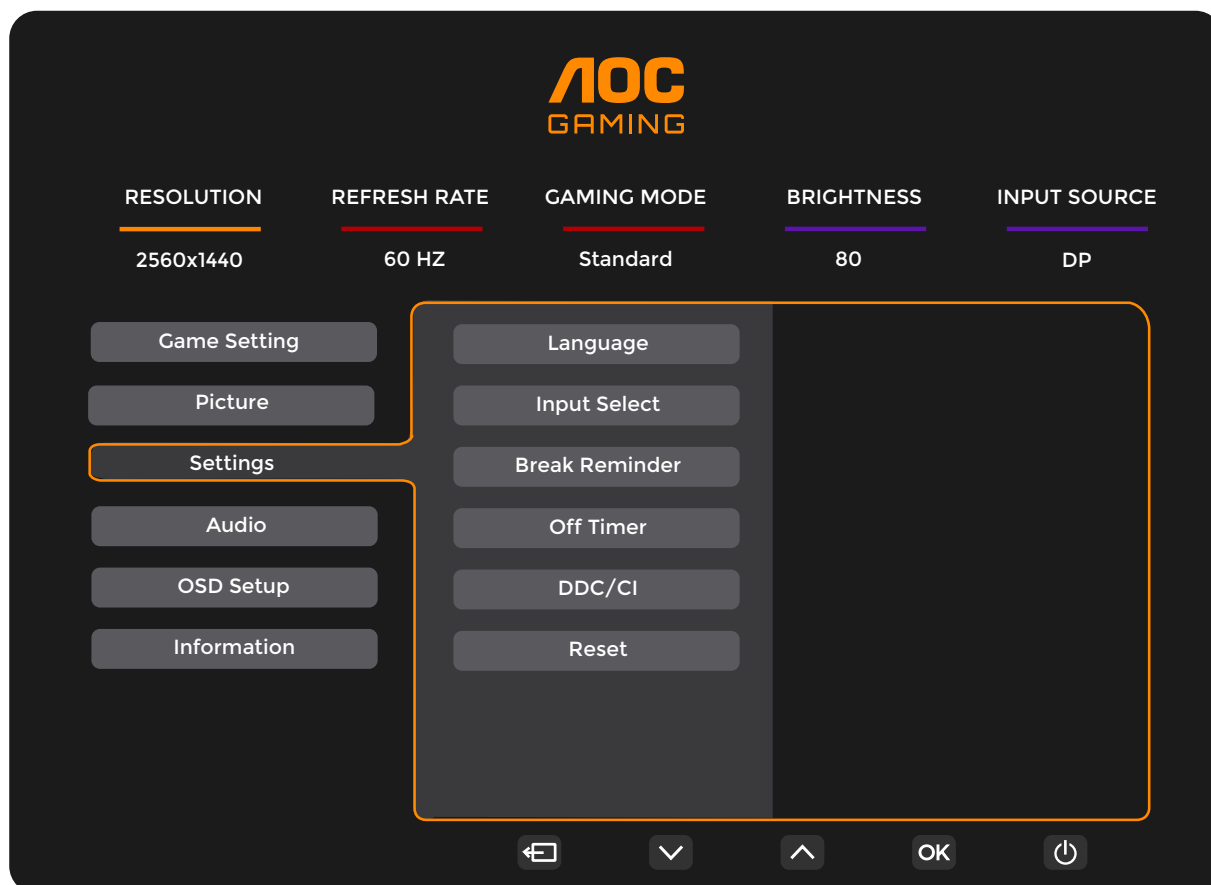 AOC
GAMING
RESOLUTION REFRESH RATE GAMING MODE BRIGHTNESS INPUT SOURCE
2560x1440 60 HZ Standard 80 DP
Game Setting
Picture
Settings
Audio
OSD Setup
Information
Language
Input Select
Break Reminder
Off Timer
DDC/CI
Reset
OK